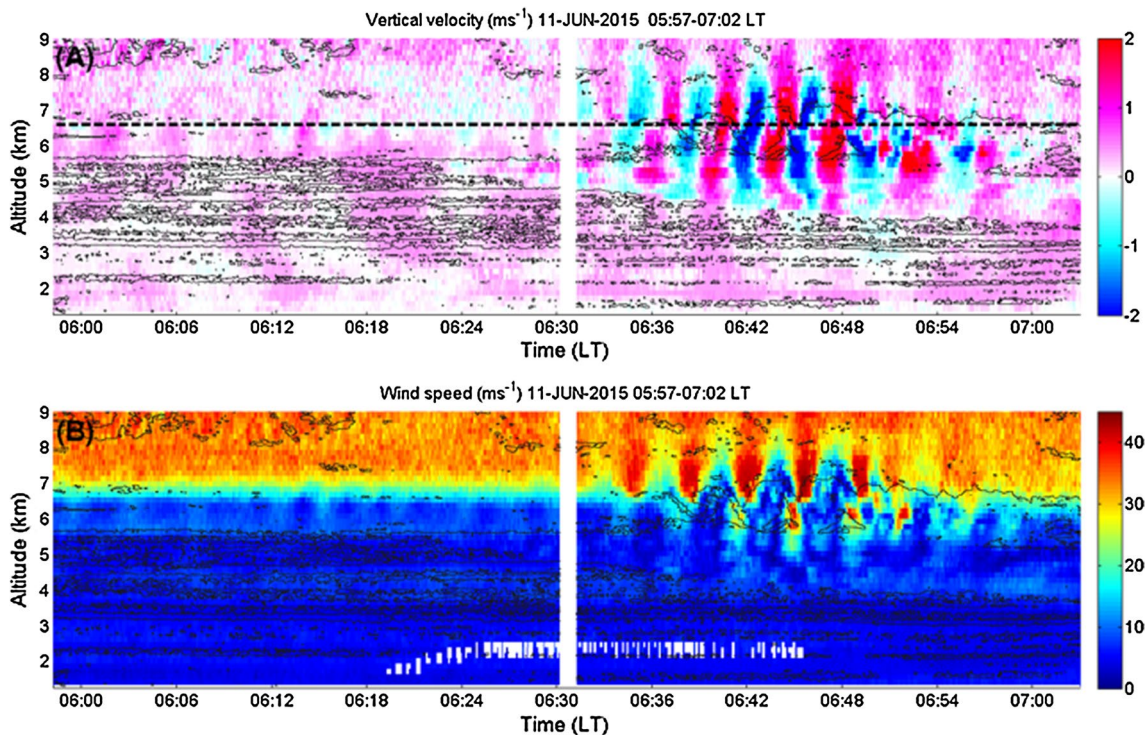 Vertical velocity (ms⁻¹) 11-JUN-2015 05:57-07:02 LT
(A)
Altitude (km)
9
8
7
6
5
4
3
2
06:00 06:06 06:12 06:18 06:24 06:30 06:36 06:42 06:48 06:54 07:00
Time (LT)
2
1
0
-1
-2
Wind speed (ms⁻¹) 11-JUN-2015 05:57-07:02 LT
(B)
Altitude (km)
9
8
7
6
5
4
3
2
06:00 06:06 06:12 06:18 06:24 06:30 06:36 06:42 06:48 06:54 07:00
Time (LT)
40
30
20
10
0